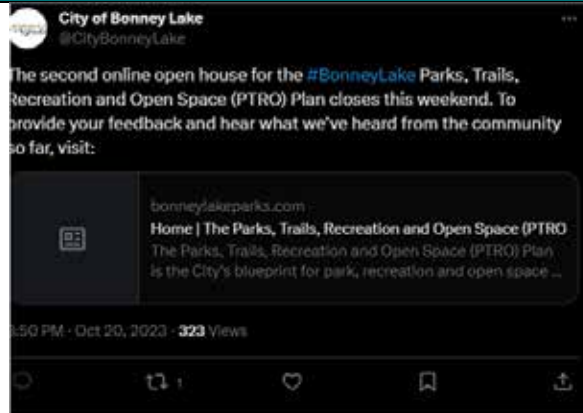 City of Bonney Lake
@CityBonneyLake
The second online open house for the #BonneyLake Parks, Trails,
Recreation and Open Space (PTRO) Plan closes this weekend. To
provide your feedback and hear what we've heard from the community
so far, visit:
bonneylakeparks.com
Home | The Parks, Trails, Recreation and Open Space (PTRO
The Parks, Trails, Recreation and Open Space (PTRO) Plan
is the City's blueprint for park, recreation and open space ...
:50 PM · Oct 20, 2023 · 323 Views
1